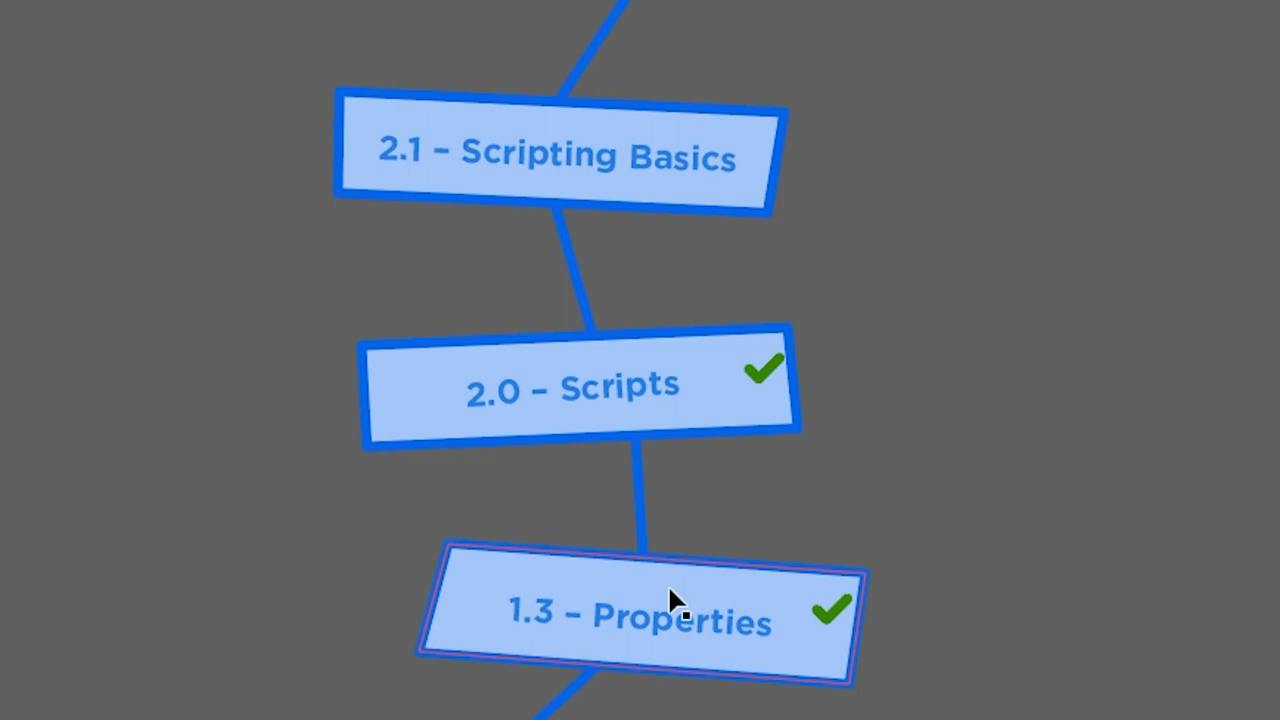 2.1 – Scripting Basics
2.0 – Scripts
1.3 – Properties